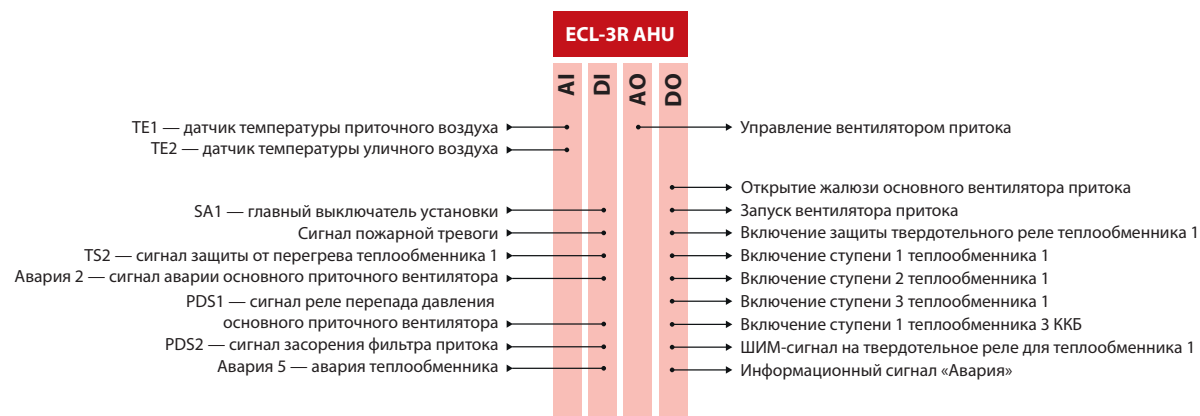 ECL-3R AHU
AI
DI
AO
DO
TE1 — датчик температуры приточного воздуха
TE2 — датчик температуры уличного воздуха
SA1 — главный выключатель установки
Сигнал пожарной тревоги
TS2 — сигнал защиты от перегрева теплообменника 1
Авария 2 — сигнал аварии основного приточного вентилятора
PDS1 — сигнал реле перепада давления
основного приточного вентилятора
PDS2 — сигнал засорения фильтра притока
Авария 5 — авария теплообменника
Управление вентилятором притока
Открытие жалюзи основного вентилятора притока
Запуск вентилятора притока
Включение защиты твердотельного реле теплообменника 1
Включение ступени 1 теплообменника 1
Включение ступени 2 теплообменника 1
Включение ступени 3 теплообменника 1
Включение ступени 1 теплообменника 3 ККБ
ШИМ-сигнал на твердотельное реле для теплообменника 1
Информационный сигнал «Авария»